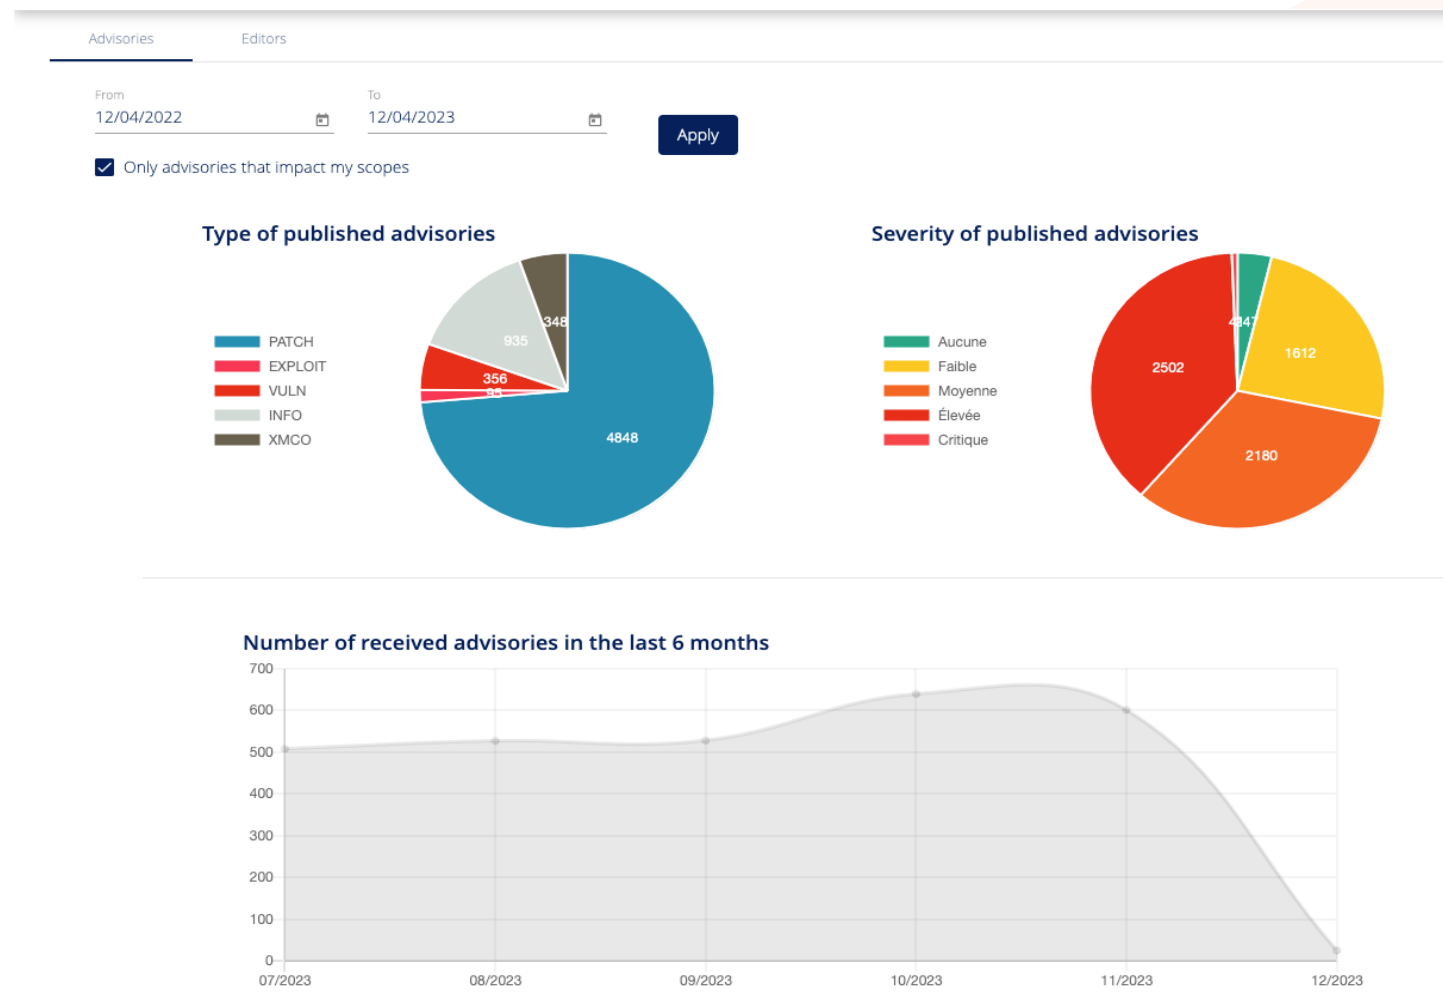 Advisories
Editors
From
12/04/2022
To
12/04/2023
Apply
Only advisories that impact my scopes
Type of published advisories
PATCH
EXPLOIT
VULN
INFO
XMCO
348
935
356
95
4848
Severity of published advisories
Aucune
Faible
Moyenne
Élevée
Critique
1612
2502
2180
Number of received advisories in the last 6 months
700
600
500
400
300
200
100
0
07/2023
08/2023
09/2023
10/2023
11/2023
12/2023